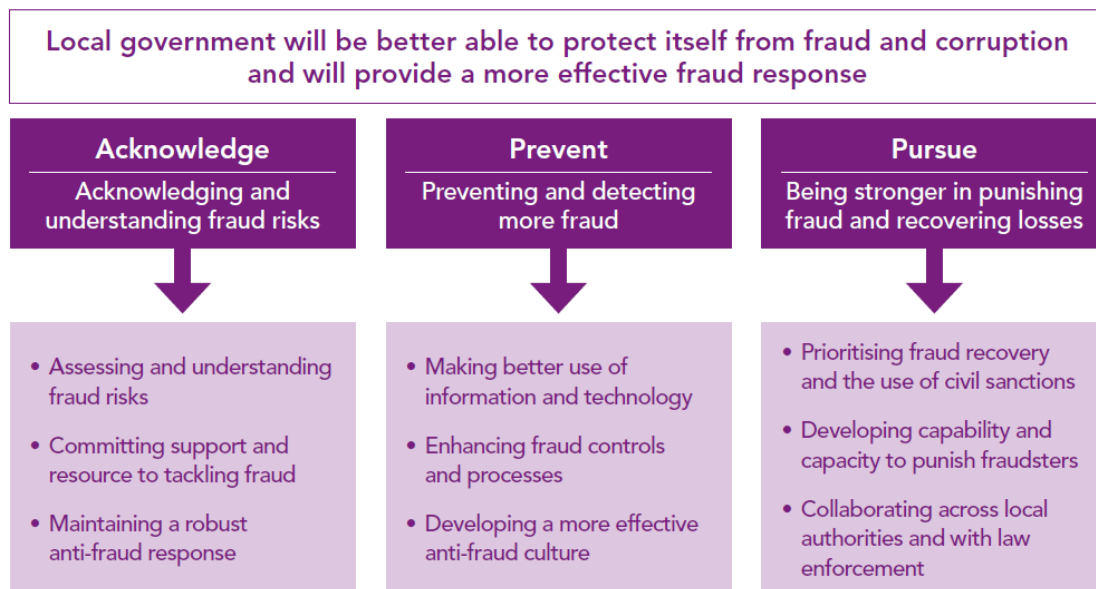 Local government will be better able to protect itself from fraud and corruption
and will provide a more effective fraud response
Acknowledge
Acknowledging and
understanding fraud risks
• Assessing and understanding
fraud risks
• Committing support and
resource to tackling fraud
• Maintaining a robust
anti-fraud response
Prevent
Preventing and detecting
more fraud
• Making better use of
information and technology
• Enhancing fraud controls
and processes
• Developing a more effective
anti-fraud culture
Pursue
Being stronger in punishing
fraud and recovering losses
• Prioritising fraud recovery
and the use of civil sanctions
• Developing capability and
capacity to punish fraudsters
• Collaborating across local
authorities and with law
enforcement